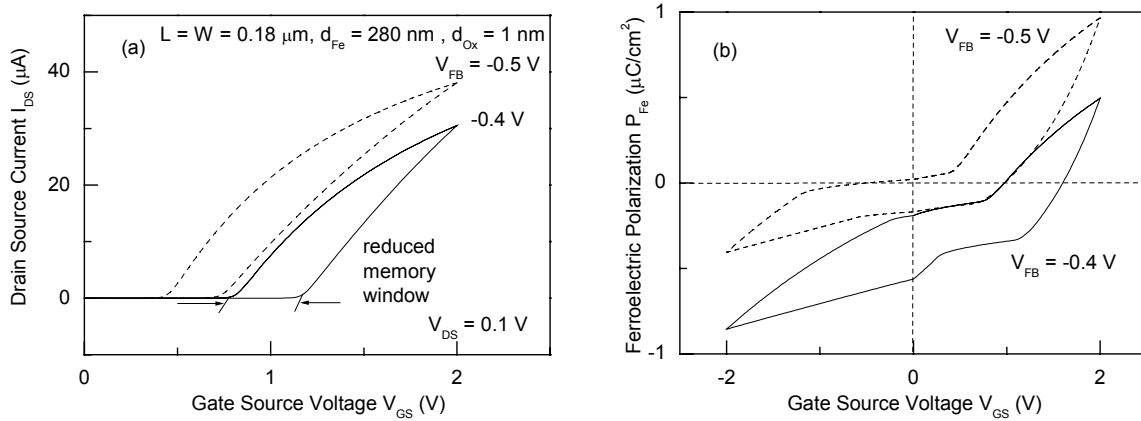 (a)
L = W = 0.18 μm, d_Fe = 280 nm , d_Ox = 1 nm
V_FB = -0.5 V
-0.4 V
reduced
memory
window
V_DS = 0.1 V
Drain Source Current I_DS (μA)
40
20
0
0
1
2
Gate Source Voltage V_GS (V)
(b)
V_FB = -0.5 V
V_FB = -0.4 V
Ferroelectric Polarization P_Fe (μC/cm²)
1
0
-1
-2
0
2
Gate Source Voltage V_GS (V)